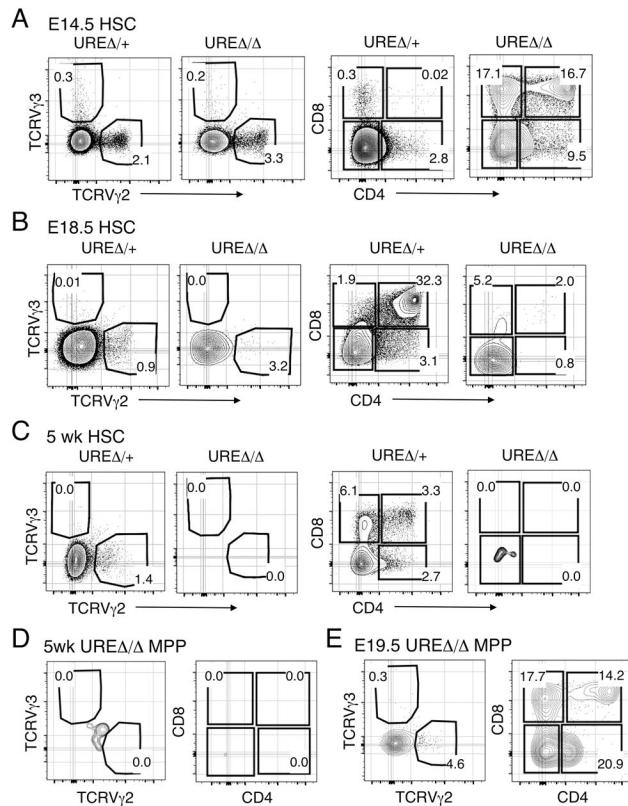 A E14.5 HSC
UREΔ/+ UREΔ/Δ UREΔ/+ UREΔ/Δ
0.3 0.2 0.3 0.02 17.1 16.7
TCRVγ3 CD8
2.1 3.3 2.8 9.5
TCRVγ2 CD4
B E18.5 HSC
UREΔ/+ UREΔ/Δ UREΔ/+ UREΔ/Δ
0.01 0.0 1.9 32.3 5.2 2.0
TCRVγ3 CD8
0.9 3.2 3.1 0.8
TCRVγ2 CD4
C 5 wk HSC
UREΔ/+ UREΔ/Δ UREΔ/+ UREΔ/Δ
0.0 0.0 6.1 3.3 0.0 0.0
TCRVγ3 CD8
1.4 0.0 2.7 0.0
TCRVγ2 CD4
D 5wk UREΔ/Δ MPP E E19.5 UREΔ/Δ MPP
0.0 0.0 0.0 0.3 17.7 14.2
TCRVγ3 CD8 TCRVγ3 CD8
0.0 0.0 4.6 20.9
TCRVγ2 CD4 TCRVγ2 CD4